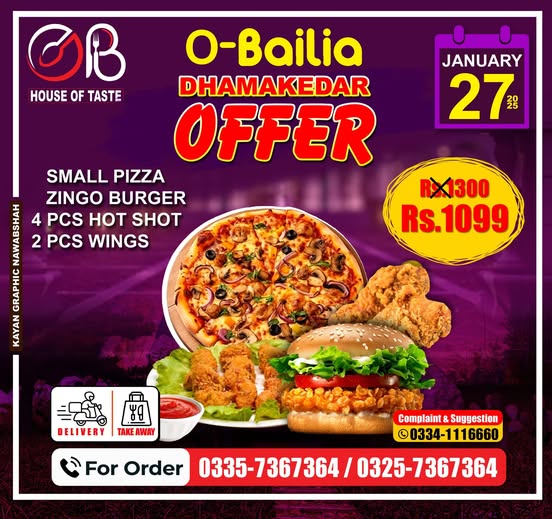 OB
HOUSE OF TASTE
O-Bailia
DHAMAKEDAR
OFFER
JANUARY
27
2025
SMALL PIZZA
ZINGO BURGER
4 PCS HOT SHOT
2 PCS WINGS
Rs.1300
Rs.1099
KAYAN GRAPHIC NAWABSHAH
DELIVERY
TAKE AWAY
Complaint & Suggestion
0334-1116660
For Order
0335-7367364 / 0325-7367364